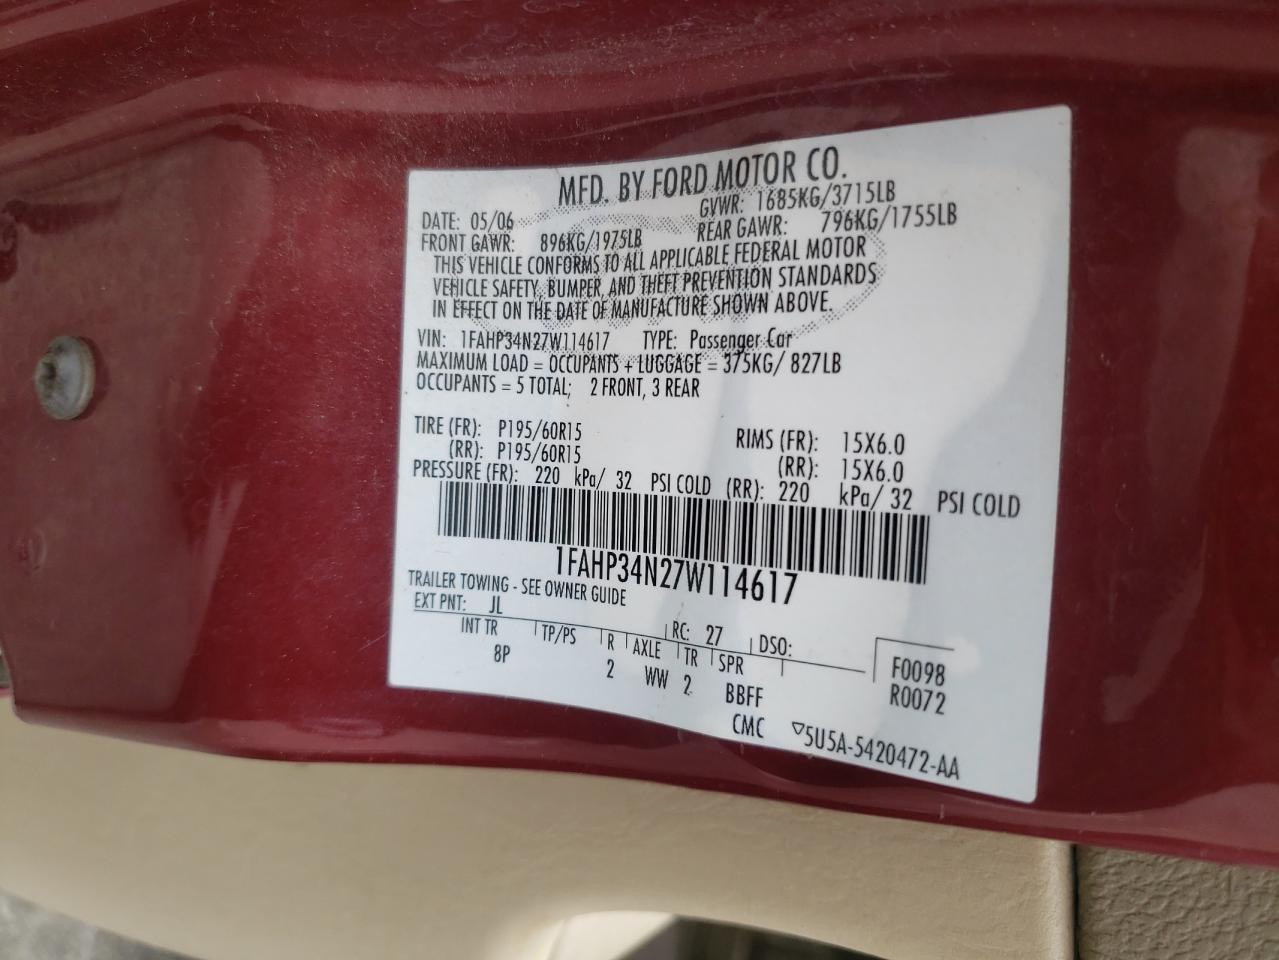 MFD. BY FORD MOTOR CO.
DATE: 05/06 GVWR: 1685KG/3715LB
FRONT GAWR: 896KG/1975LB REAR GAWR: 796KG/1755LB
THIS VEHICLE CONFORMS TO ALL APPLICABLE FEDERAL MOTOR
VEHICLE SAFETY, BUMPER, AND THEFT PREVENTION STANDARDS
IN EFFECT ON THE DATE OF MANUFACTURE SHOWN ABOVE.
VIN: 1FAHP34N27W114617 TYPE: Passenger Car
MAXIMUM LOAD = OCCUPANTS + LUGGAGE = 375KG/ 827LB
OCCUPANTS = 5 TOTAL; 2 FRONT, 3 REAR
TIRE (FR): P195/60R15 RIMS (FR): 15X6.0
(RR): P195/60R15 (RR): 15X6.0
PRESSURE (FR): 220 kPa/ 32 PSI COLD (RR): 220 kPa/ 32 PSI COLD
1FAHP34N27W114617
TRAILER TOWING - SEE OWNER GUIDE
EXT PNT: JL RC: 27 DSO: F0098
INT TR TP/PS R AXLE TR SPR R0072
8P 2 WW 2 BBFF
CMC ▽5U5A-5420472-AA